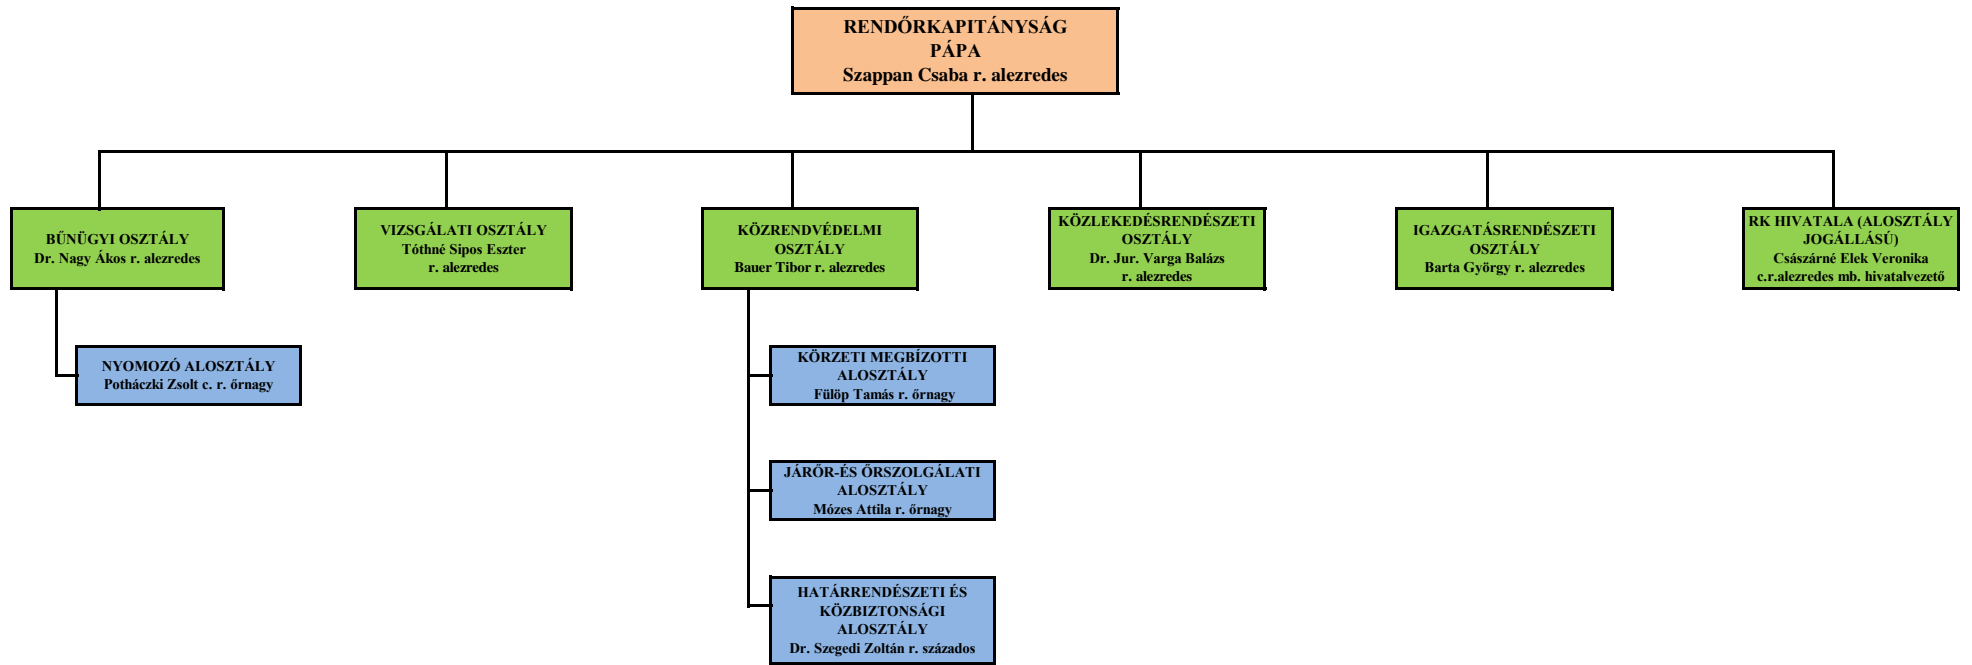 RENDŐRKAPITÁNYSÁG
PÁPA
Szappan Csaba r. alezredes
BŰNÜGYI OSZTÁLY
Dr. Nagy Ákos r. alezredes
VIZSGÁLATI OSZTÁLY
Tóthné Sipos Eszter
r. alezredes
KÖZRENDVÉDELMI
OSZTÁLY
Bauer Tibor r. alezredes
KÖZLEKEDÉSRENDÉSZETI
OSZTÁLY
Dr. Jur. Varga Balázs
r. alezredes
IGAZGATÁSRENDÉSZETI
OSZTÁLY
Barta György r. alezredes
RK HIVATALA (ALOSZTÁLY
JOGÁLLÁSÚ)
Császárné Elek Veronika
c.r.alezredes mb. hivatalvezető
NYOMOZÓ ALOSZTÁLY
Potháczki Zsolt c. r. őrnagy
KÖRZETI MEGBÍZOTTI
ALOSZTÁLY
Fülöp Tamás r. őrnagy
JÁRŐR-ÉS ŐRSZOLGÁLATI
ALOSZTÁLY
Mózes Attila r. őrnagy
HATÁRRENDÉSZETI ÉS
KÖZBIZTONSÁGI
ALOSZTÁLY
Dr. Szegedi Zoltán r. százados